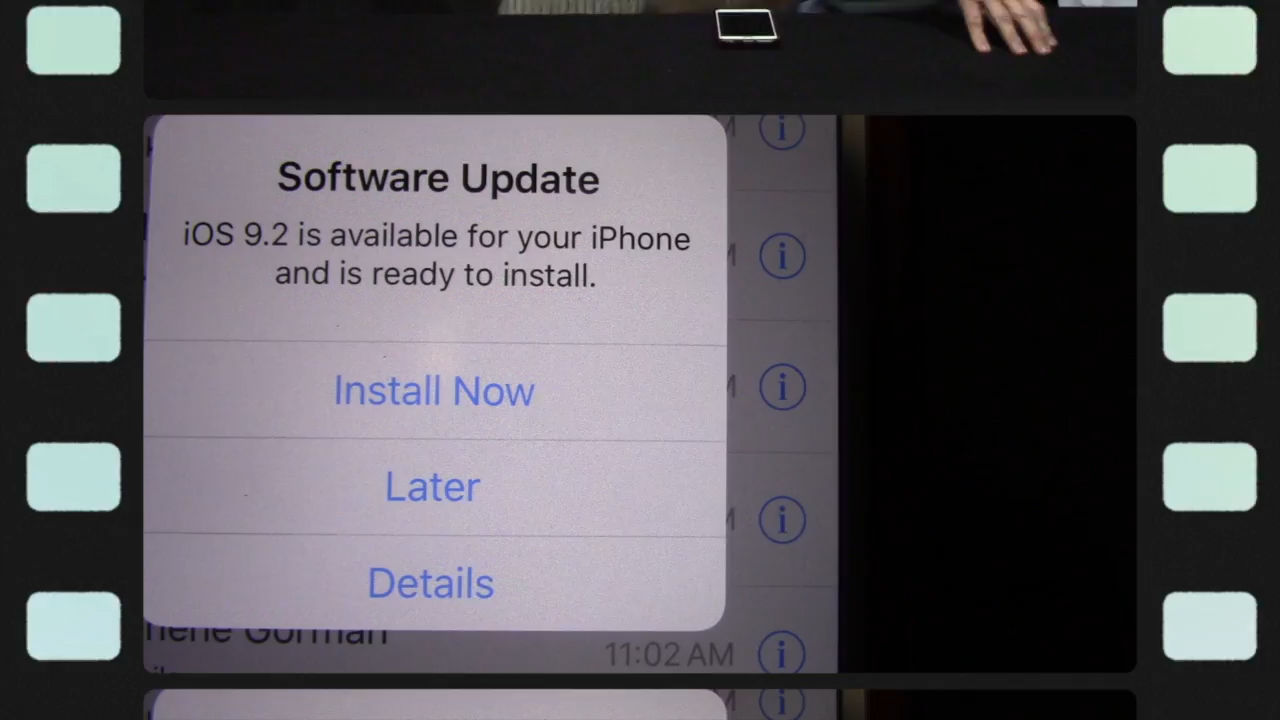 Software Update
iOS 9.2 is available for your iPhone
and is ready to install.
Install Now
Later
Details
Gorman
11:02 AM